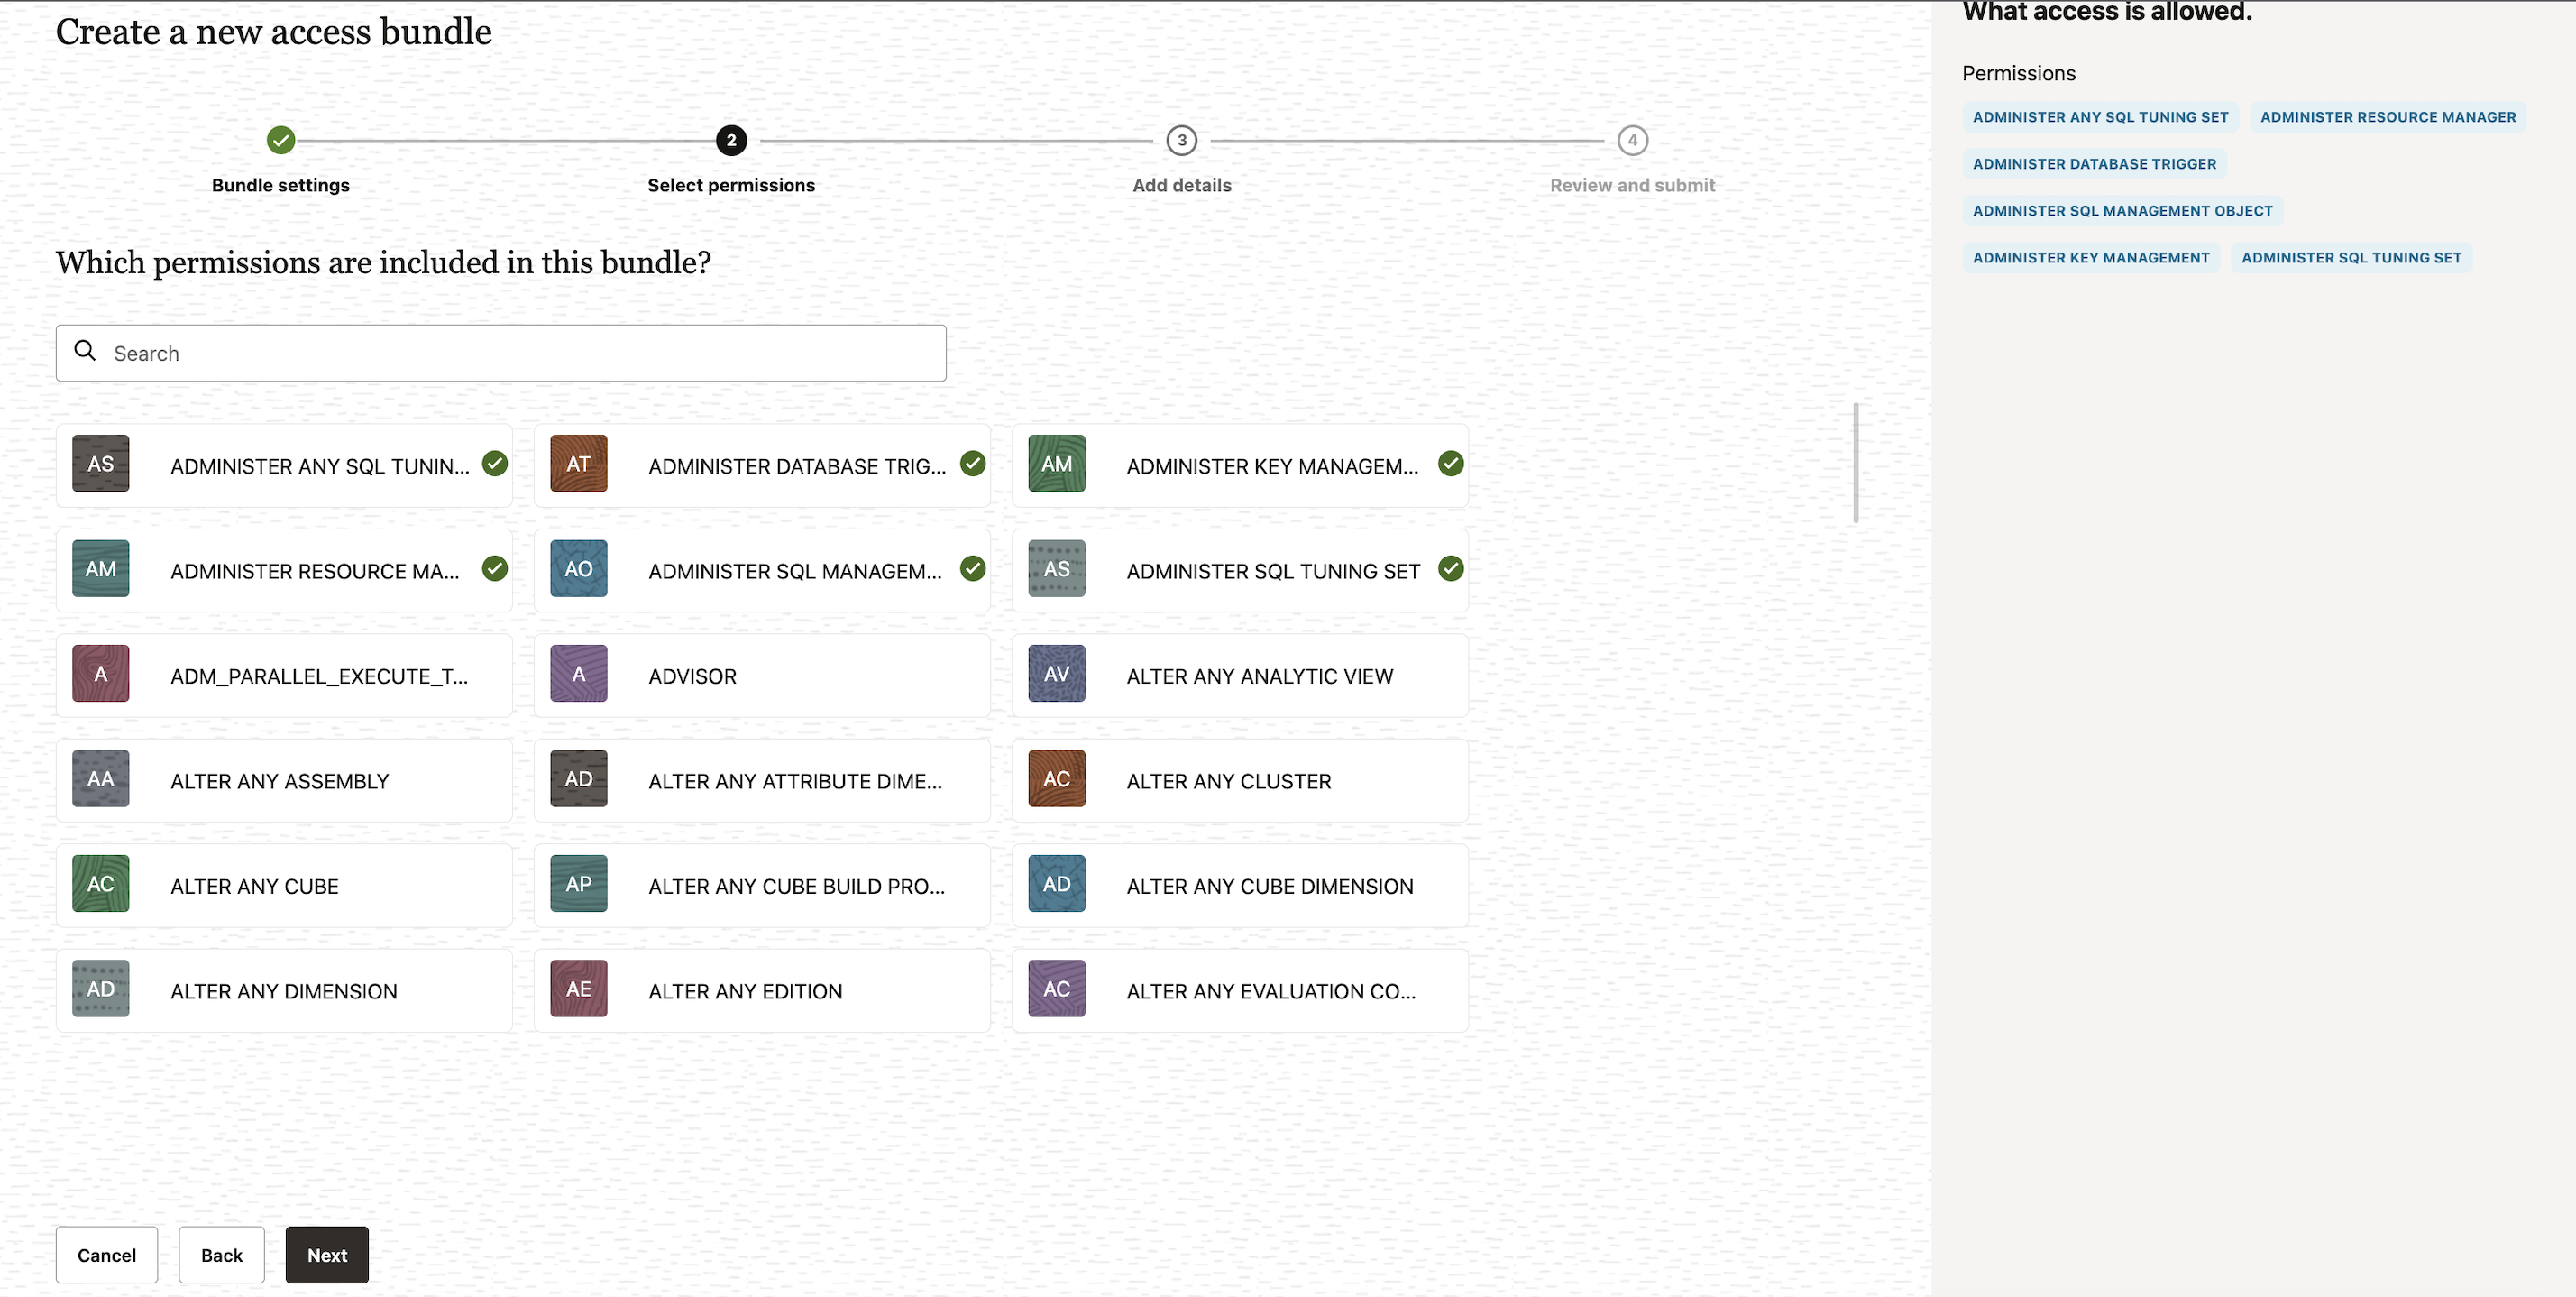 Create a new access bundle
2
3
4
Bundle settings
Select permissions
Add details
Review and submit
Which permissions are included in this bundle?
Search
AS ADMINISTER ANY SQL TUNIN...
AT ADMINISTER DATABASE TRIG...
AM ADMINISTER KEY MANAGEM...
AM ADMINISTER RESOURCE MA...
AO ADMINISTER SQL MANAGEM...
AS ADMINISTER SQL TUNING SET
A ADM_PARALLEL_EXECUTE_T...
A ADVISOR
AV ALTER ANY ANALYTIC VIEW
AA ALTER ANY ASSEMBLY
AD ALTER ANY ATTRIBUTE DIME...
AC ALTER ANY CLUSTER
AC ALTER ANY CUBE
AP ALTER ANY CUBE BUILD PRO...
AD ALTER ANY CUBE DIMENSION
AD ALTER ANY DIMENSION
AE ALTER ANY EDITION
AC ALTER ANY EVALUATION CO...
Cancel
Back
Next
What access is allowed.
Permissions
ADMINISTER ANY SQL TUNING SET
ADMINISTER RESOURCE MANAGER
ADMINISTER DATABASE TRIGGER
ADMINISTER SQL MANAGEMENT OBJECT
ADMINISTER KEY MANAGEMENT
ADMINISTER SQL TUNING SET